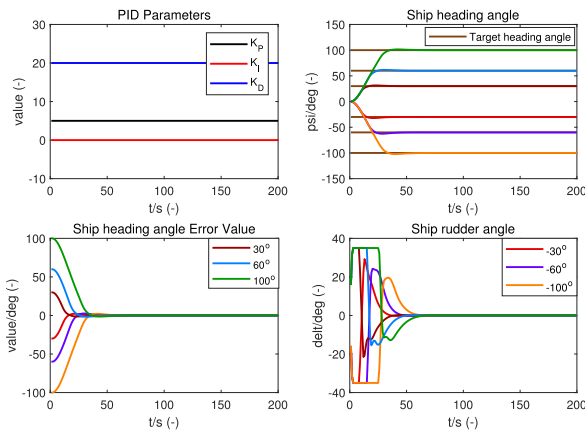 PID Parameters
30
20
10
0
-10
value (-)
K_P
K_I
K_D
0
50
100
150
200
t/s (-)
Ship heading angle
Target heading angle
100
50
0
-50
-100
-150
psi/deg (-)
0
50
100
150
200
t/s (-)
Ship heading angle Error Value
100
50
0
-50
-100
value/deg (-)
30°
60°
100°
0
50
100
150
200
t/s (-)
Ship rudder angle
40
20
0
-20
-40
delt/deg (-)
-30°
-60°
-100°
0
50
100
150
200
t/s (-)